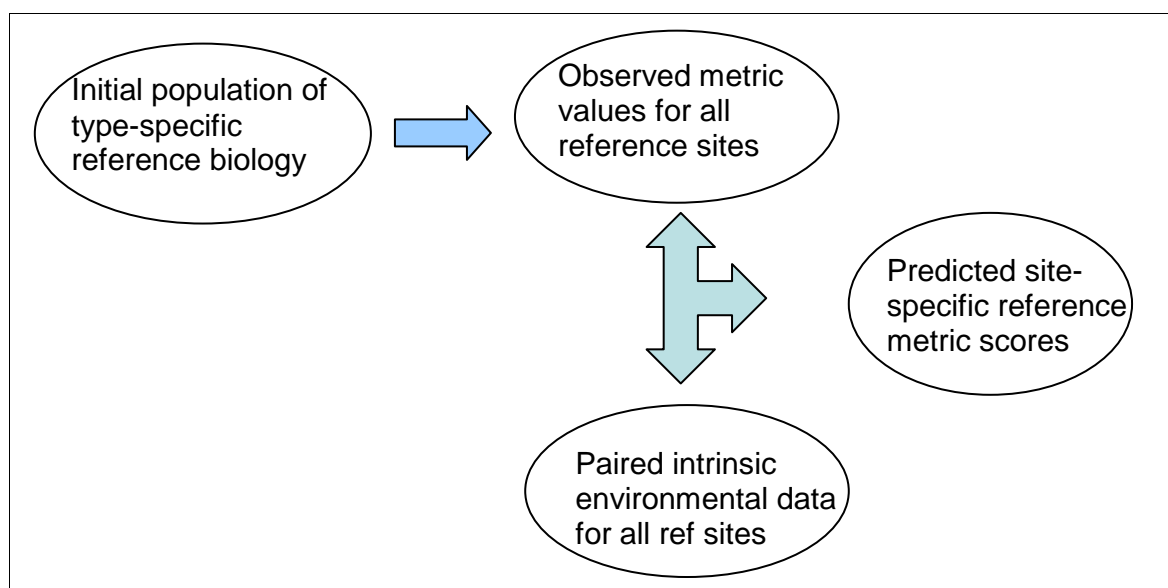 Initial population of
type-specific
reference biology
Observed metric
values for all
reference sites
Predicted site-
specific reference
metric scores
Paired intrinsic
environmental data
for all ref sites